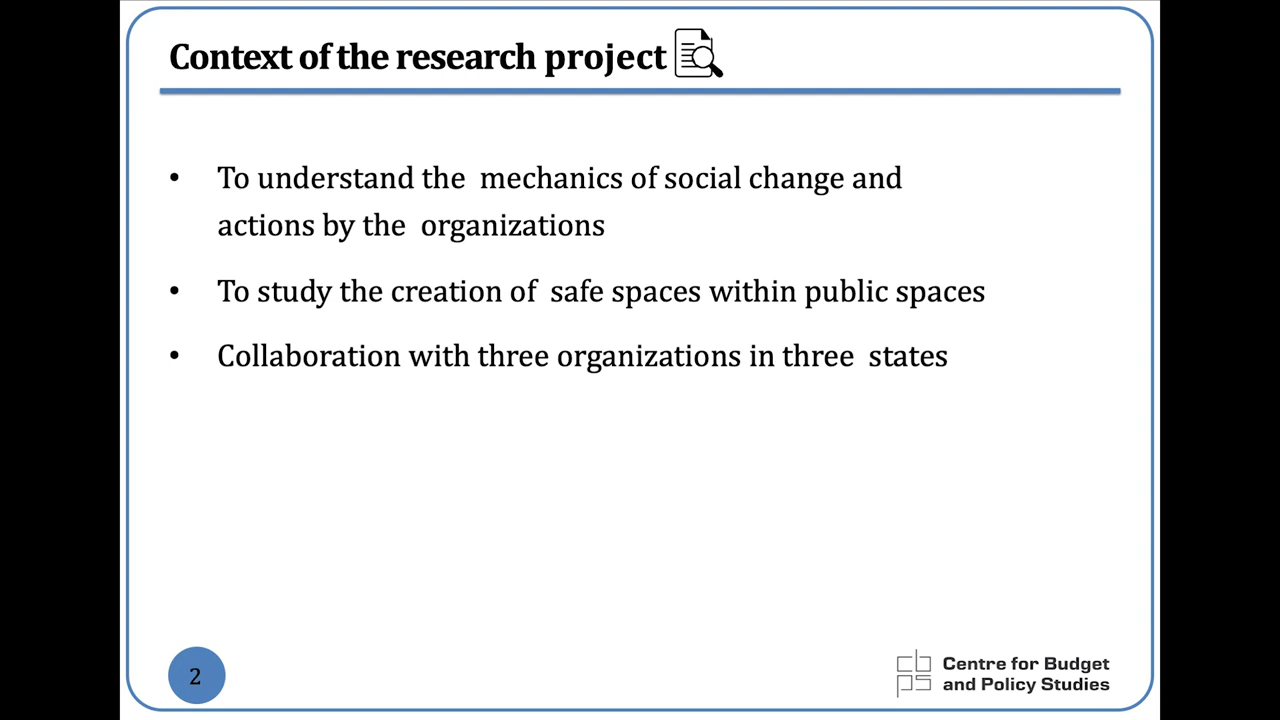 Context of the research project
• To understand the mechanics of social change and
actions by the organizations
• To study the creation of safe spaces within public spaces
• Collaboration with three organizations in three states
2
cb
ps
Centre for Budget
and Policy Studies